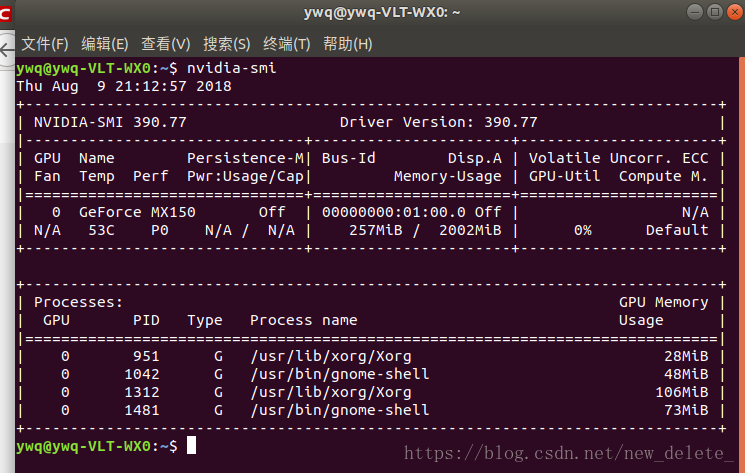 ywq@ywq-VLT-WX0: ~
文件(F) 编辑(E) 查看(V) 搜索(S) 终端(T) 帮助(H)
ywq@ywq-VLT-WX0:~$ nvidia-smi
Thu Aug  9 21:12:57 2018
+-----------------------------------------------------------------------------+
| NVIDIA-SMI 390.77                 Driver Version: 390.77                    |
|-------------------------------+----------------------+----------------------+
| GPU  Name        Persistence-M| Bus-Id        Disp.A | Volatile Uncorr. ECC |
| Fan  Temp  Perf  Pwr:Usage/Cap|         Memory-Usage | GPU-Util  Compute M. |
|===============================+======================+======================|
|   0  GeForce MX150       Off  | 00000000:01:00.0 Off |                  N/A |
| N/A   53C    P0    N/A /  N/A |    257MiB /  2002MiB |      0%      Default |
+-------------------------------+----------------------+----------------------+
+-----------------------------------------------------------------------------+
| Processes:                                                       GPU Memory |
|  GPU       PID   Type   Process name                             Usage      |
|=============================================================================|
|    0       951      G   /usr/lib/xorg/Xorg                            28MiB |
|    0      1042      G   /usr/bin/gnome-shell                          48MiB |
|    0      1312      G   /usr/lib/xorg/Xorg                           106MiB |
|    0      1481      G   /usr/bin/gnome-shell                          73MiB |
+-----------------------------------------------------------------------------+
ywq@ywq-VLT-WX0:~$
https://blog.csdn.net/new_delete_